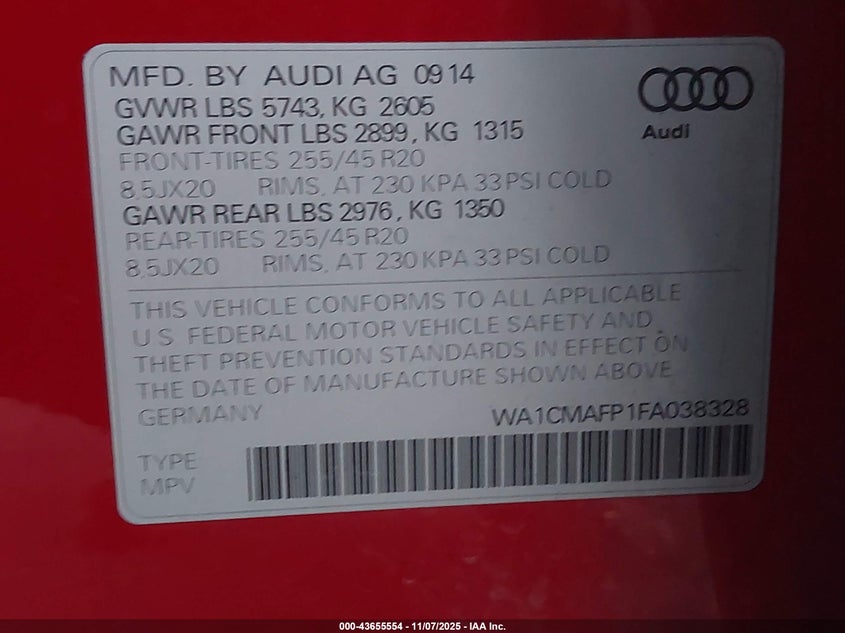 MFD. BY AUDI AG 0914
GVWR LBS 5743, KG 2605
GAWR FRONT LBS 2899, KG 1315
FRONT-TIRES 255/45 R20
8,5JX20 RIMS, AT 230 KPA 33 PSI COLD
GAWR REAR LBS 2976, KG 1350
REAR-TIRES 255/45 R20
8,5JX20 RIMS, AT 230 KPA 33 PSI COLD
Audi
THIS VEHICLE CONFORMS TO ALL APPLICABLE
U.S. FEDERAL MOTOR VEHICLE SAFETY AND
THEFT PREVENTION STANDARDS IN EFFECT ON
THE DATE OF MANUFACTURE SHOWN ABOVE
GERMANY WA1CMAFP1FA038328
TYPE
MPV
000-43655554 - 11/07/2025 - IAA Inc.